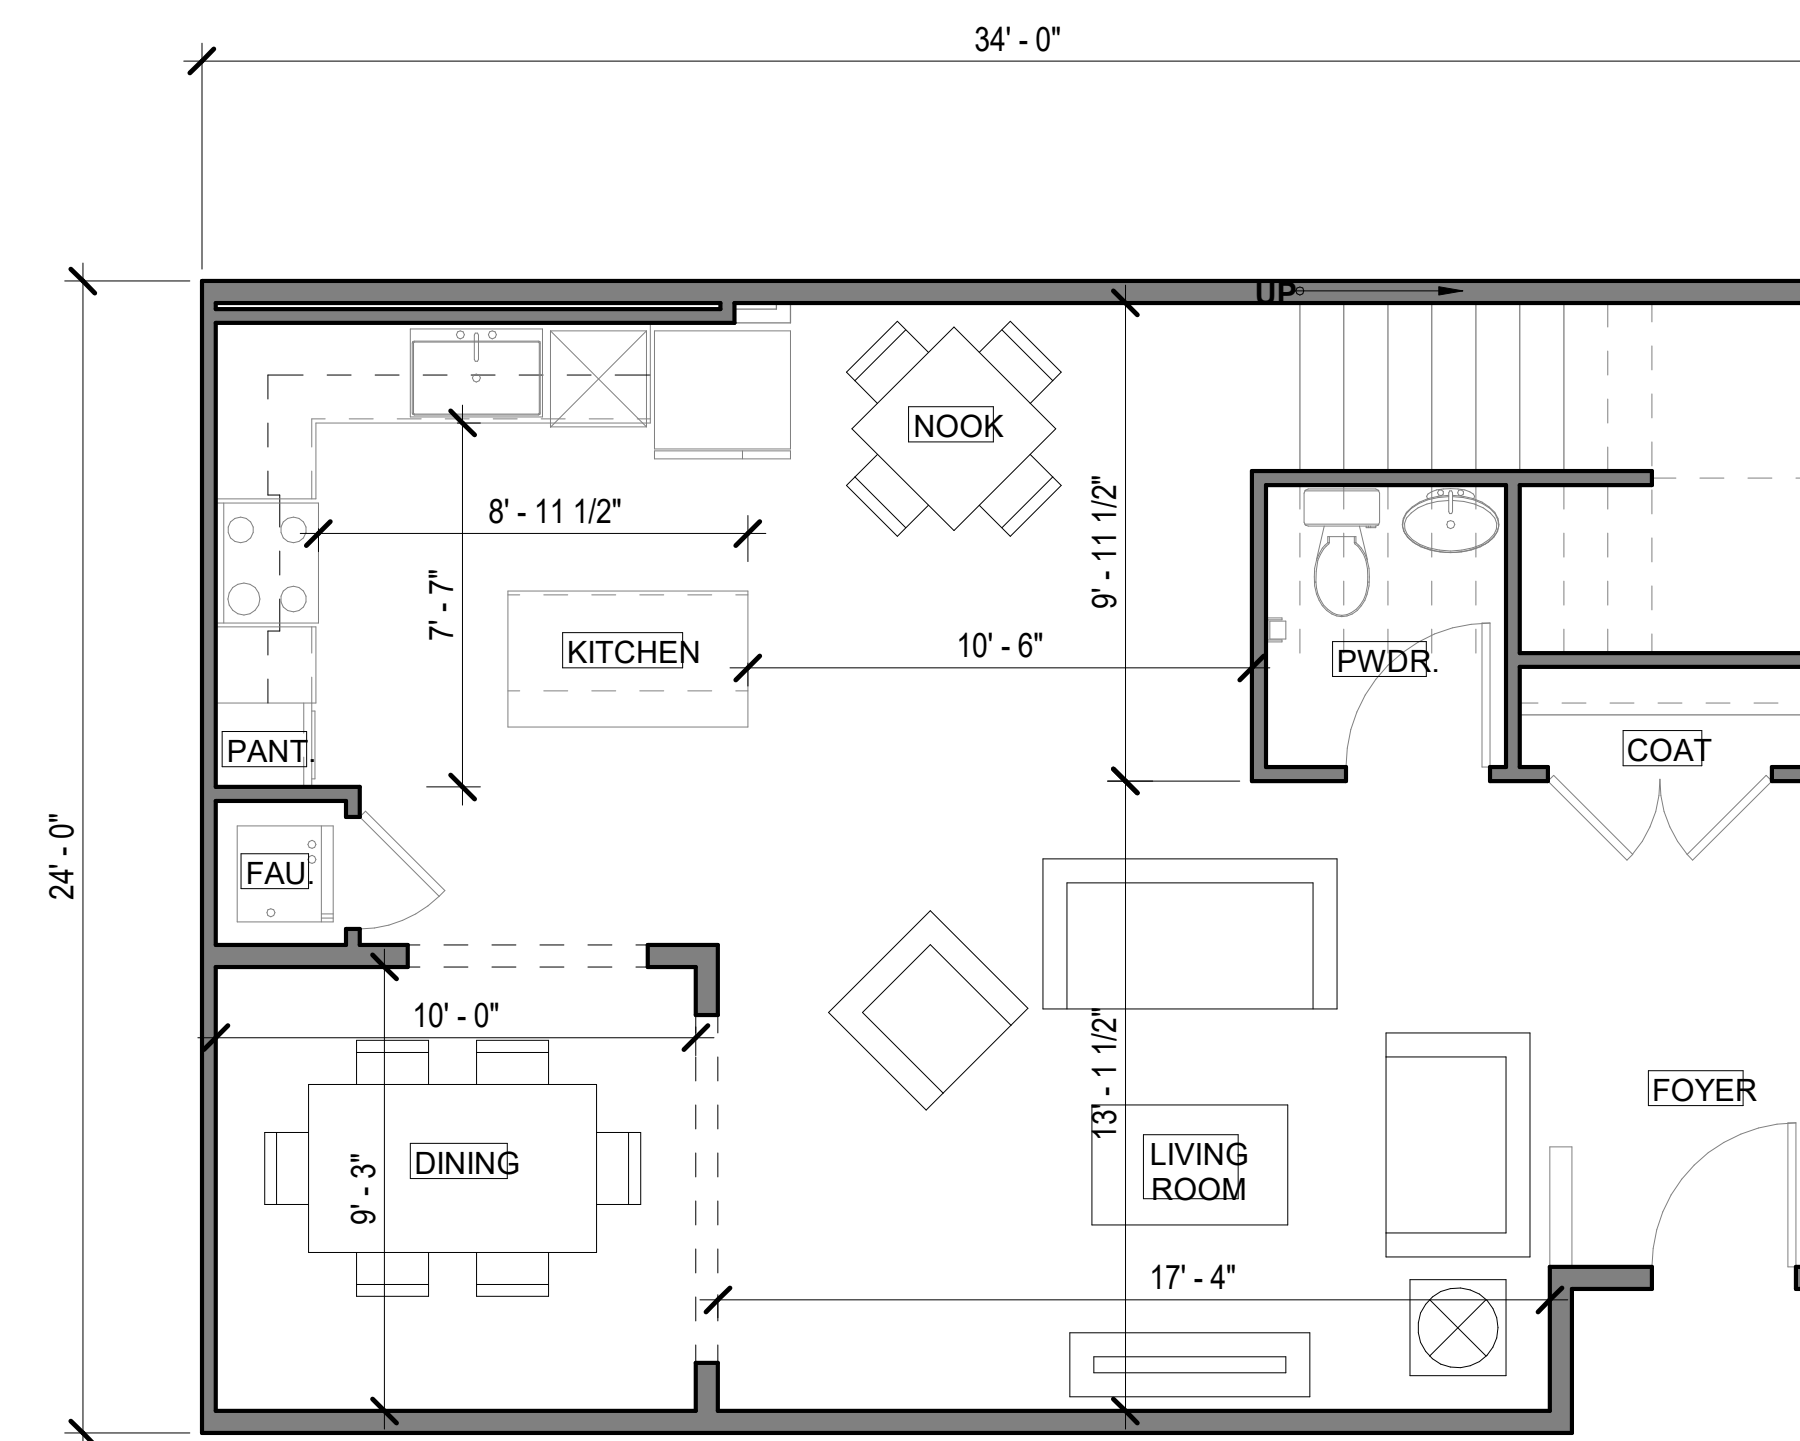 34' - 0"
UP
NOOK
8' - 11 1/2"
9' - 11 1/2"
7' - 7"
KITCHEN
10' - 6"
PWDR.
PANT.
COAT
24' - 0"
FAU.
10' - 0"
13' - 1 1/2"
FOYER
DINING
9' - 3"
LIVING
ROOM
17' - 4"